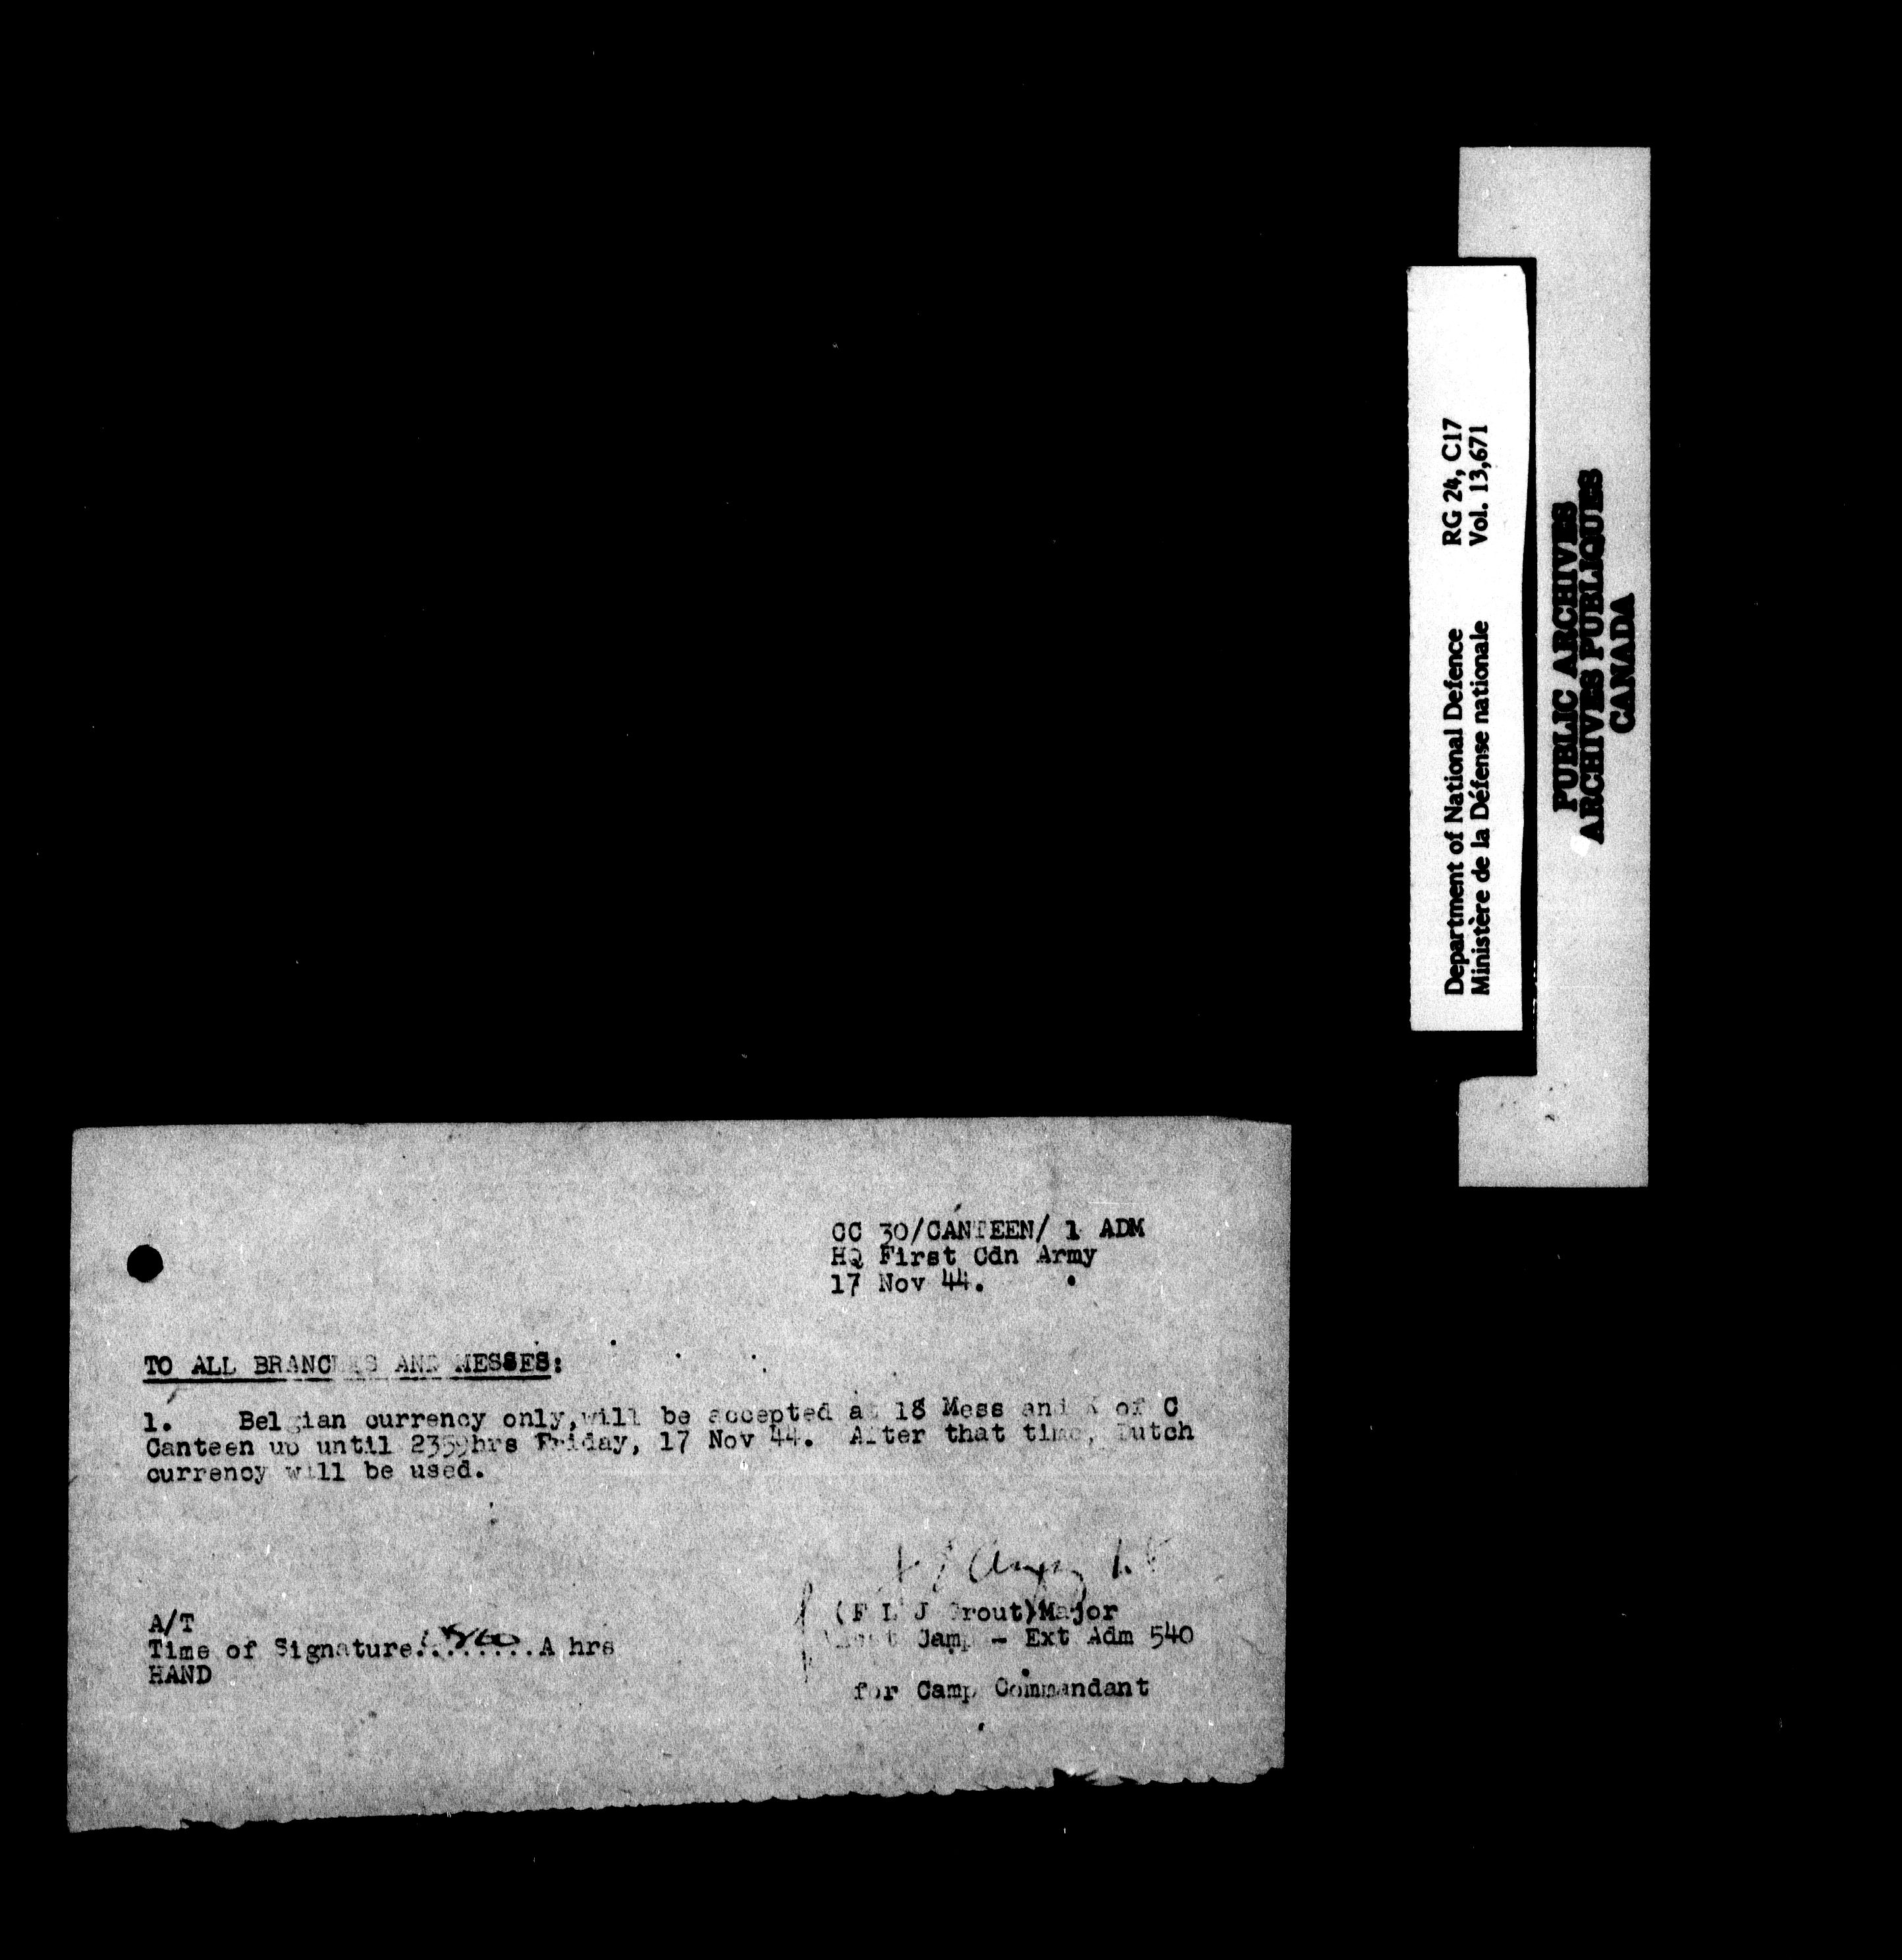 CC 30/CANTEEN/ 1 ADM
HQ First Cdn Army
17 Nov 44.
TO ALL BRANCHES AND MESSES:
1. Belgian currency only, will be accepted at 18 Mess and K of C
Canteen up until 2359hrs Friday, 17 Nov 44. After that time, Dutch
currency will be used.
A/T
Time of Signature.........A hrs
HAND
(F L J Grout)Major
Camp - Ext Adm 540
for Camp Commandant
Department of National Defence RG 24, C17
Ministère de la Défense nationale Vol. 13,671
PUBLIC ARCHIVES
ARCHIVES PUBLIQUES
CANADA